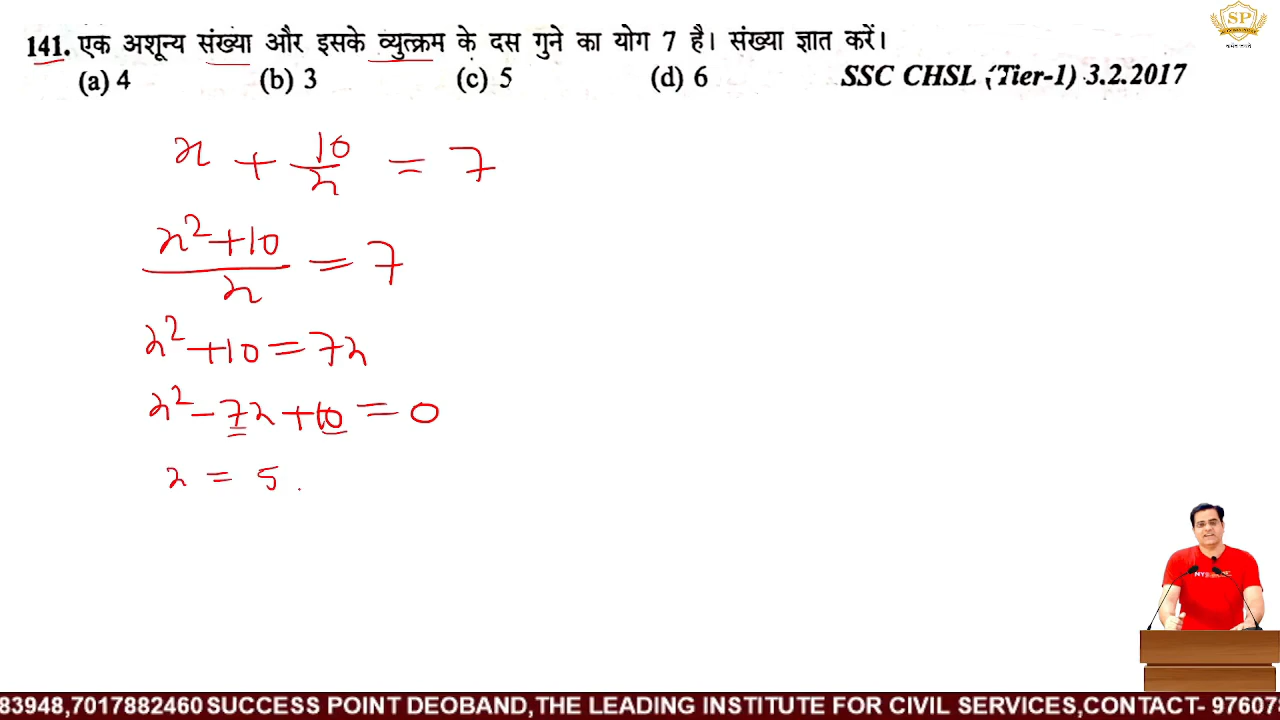 141. एक अशून्य संख्या और इसके व्युत्क्रम के दस गुने का योग 7 है। संख्या ज्ञात करें।
(a) 4 (b) 3 (c) 5 (d) 6 SSC CHSL (Tier-1) 3.2.2017
x + 10/x = 7
x² + 10 / x = 7
x² + 10 = 7x
x² - 7x + 10 = 0
x = 5
SP
83948,7017882460 SUCCESS POINT DEOBAND,THE LEADING INSTITUTE FOR CIVIL SERVICES,CONTACT- 97607